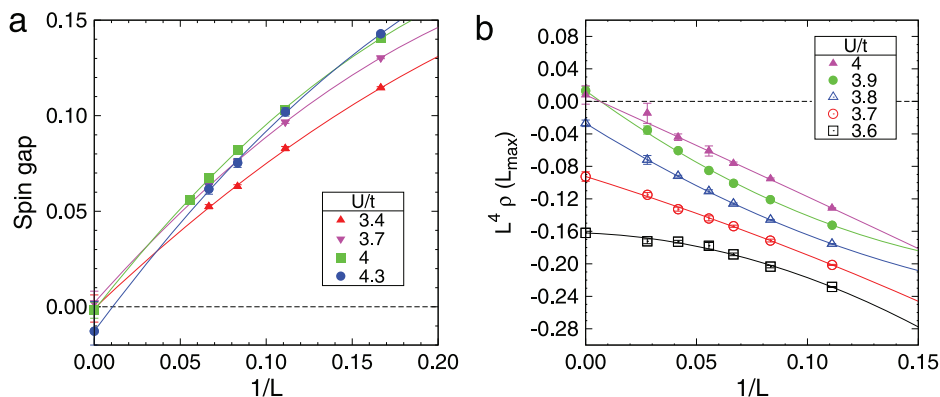 a
Spin gap
0.15
0.10
0.05
0.00
0.00 0.05 0.10 0.15 0.20
1/L
U/t
3.4
3.7
4
4.3
b
L⁴ ρ (Lₘₐₓ)
0.08
0.04
0.00
-0.04
-0.08
-0.12
-0.16
-0.20
-0.24
-0.28
0.00 0.05 0.10 0.15
1/L
U/t
4
3.9
3.8
3.7
3.6